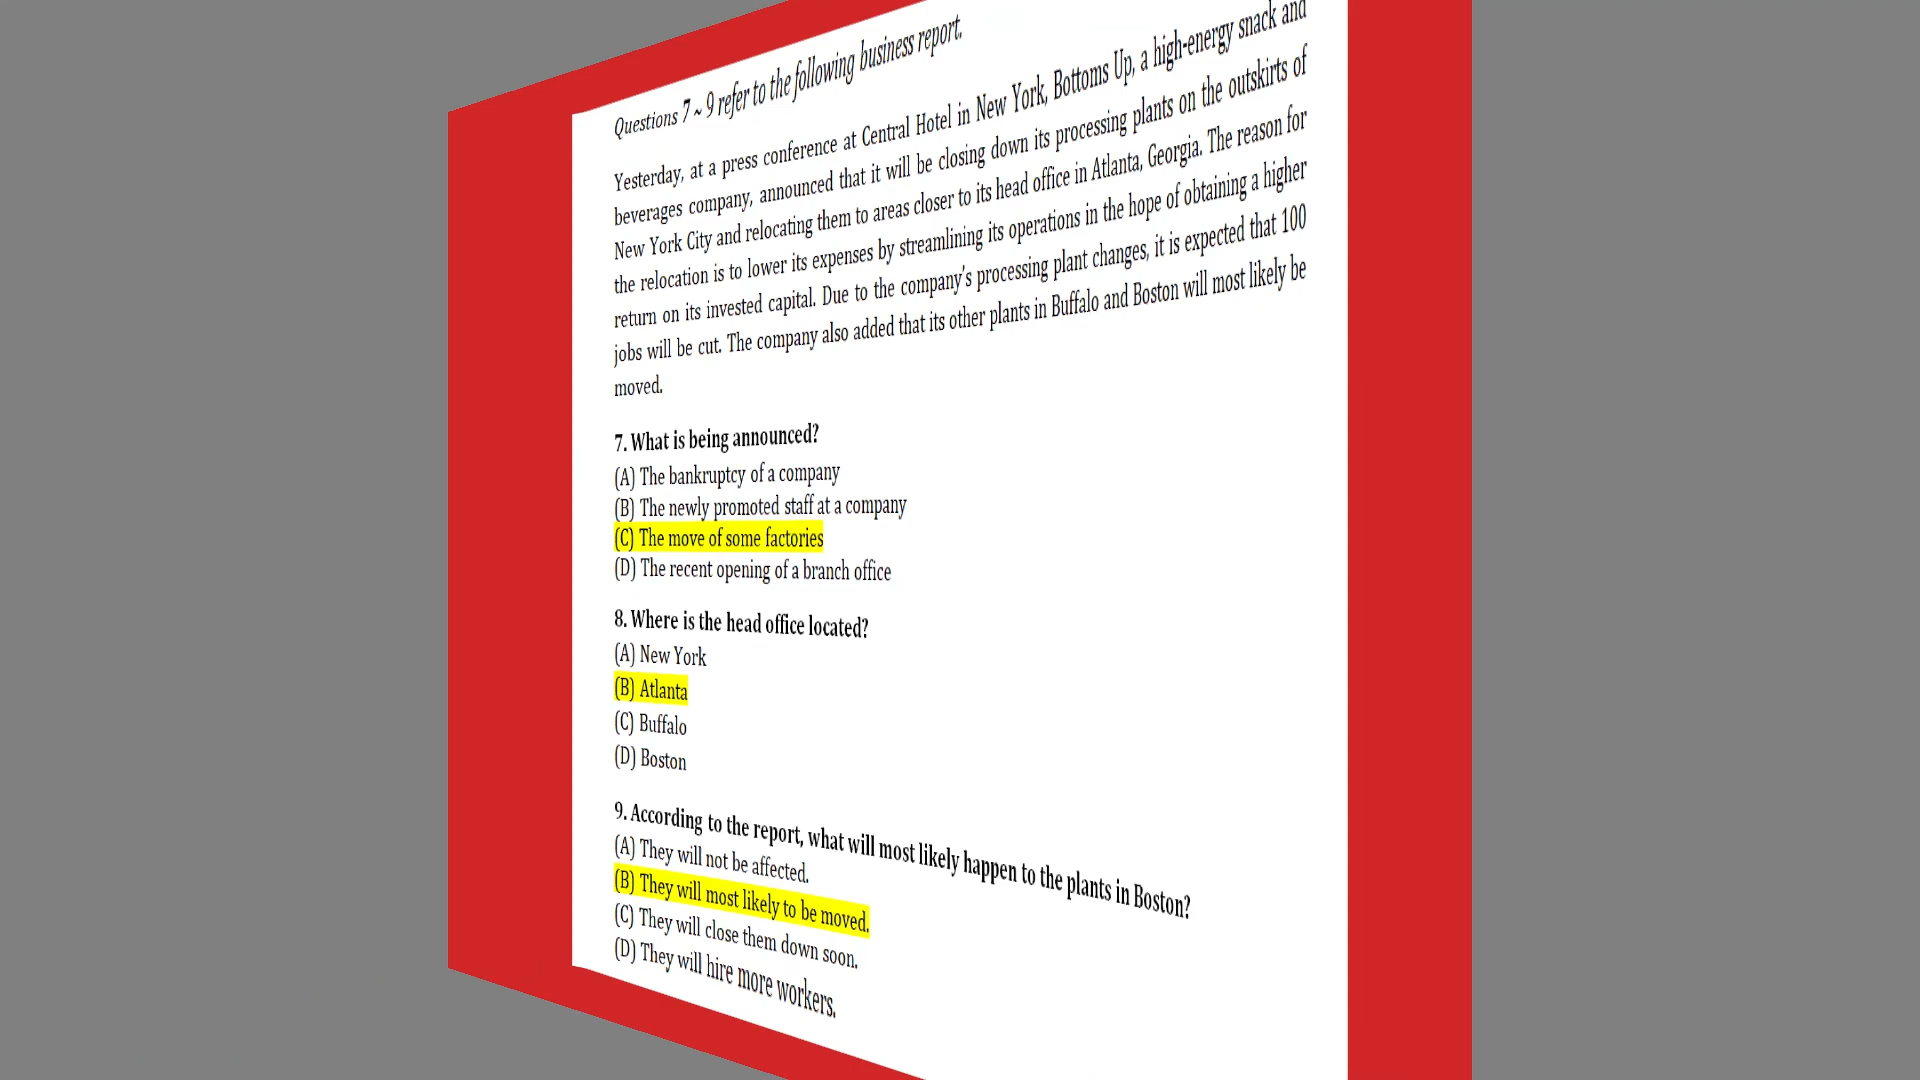 Questions 7 ~ 9 refer to the following business report.
Yesterday, at a press conference at Central Hotel in New York, Bottoms Up, a high-energy snack and
beverages company, announced that it will be closing down its processing plants on the outskirts of
New York City and relocating them to areas closer to its head office in Atlanta, Georgia. The reason for
the relocation is to lower its expenses by streamlining its operations in the hope of obtaining a higher
return on its invested capital. Due to the company's processing plant changes, it is expected that 100
jobs will be cut. The company also added that its other plants in Buffalo and Boston will most likely be
moved.
7. What is being announced?
(A) The bankruptcy of a company
(B) The newly promoted staff at a company
(C) The move of some factories
(D) The recent opening of a branch office
8. Where is the head office located?
(A) New York
(B) Atlanta
(C) Buffalo
(D) Boston
9. According to the report, what will most likely happen to the plants in Boston?
(A) They will not be affected.
(B) They will most likely to be moved.
(C) They will close them down soon.
(D) They will hire more workers.